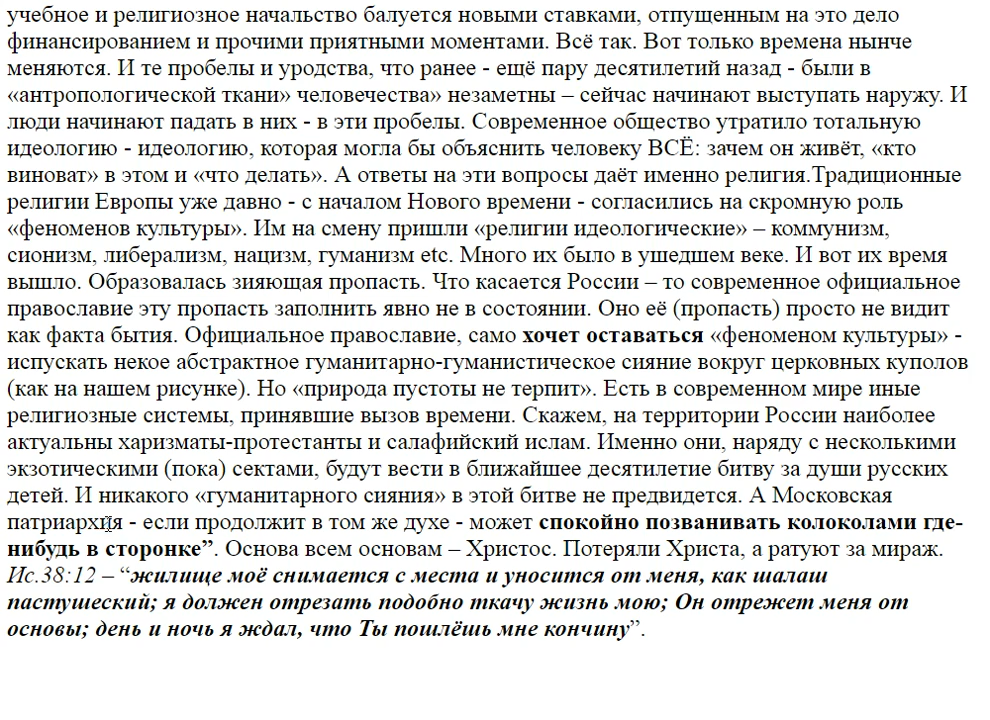 учебное и религиозное начальство балуется новыми ставками, отпущенным на это дело
финансированием и прочими приятными моментами. Всё так. Вот только времена нынче
меняются. И те пробелы и уродства, что ранее - ещё пару десятилетий назад - были в
«антропологической ткани» человечества» незаметны – сейчас начинают выступать наружу. И
люди начинают падать в них - в эти пробелы. Современное общество утратило тотальную
идеологию - идеологию, которая могла бы объяснить человеку ВСЁ: зачем он живёт, «кто
виноват» в этом и «что делать». А ответы на эти вопросы даёт именно религия.Традиционные
религии Европы уже давно - с началом Нового времени - согласились на скромную роль
«феноменов культуры». Им на смену пришли «религии идеологические» – коммунизм,
сионизм, либерализм, нацизм, гуманизм etc. Много их было в ушедшем веке. И вот их время
вышло. Образовалась зияющая пропасть. Что касается России – то современное официальное
православие эту пропасть заполнить явно не в состоянии. Оно её (пропасть) просто не видит
как факта бытия. Официальное православие, само хочет оставаться «феноменом культуры» -
испускать некое абстрактное гуманитарно-гуманистическое сияние вокруг церковных куполов
(как на нашем рисунке). Но «природа пустоты не терпит». Есть в современном мире иные
религиозные системы, принявшие вызов времени. Скажем, на территории России наиболее
актуальны харизматы-протестанты и салафийский ислам. Именно они, наряду с несколькими
экзотическими (пока) сектами, будут вести в ближайшее десятилетие битву за души русских
детей. И никакого «гуманитарного сияния» в этой битве не предвидется. А Московская
патриархия - если продолжит в том же духе - может спокойно позванивать колоколами где-
нибудь в сторонке”. Основа всем основам – Христос. Потеряли Христа, а ратуют за мираж.
Ис.38:12 – “жилище моё снимается с места и уносится от меня, как шалаш
пастушеский; я должен отрезать подобно ткачу жизнь мою; Он отрежет меня от
основы; день и ночь я ждал, что Ты пошлёшь мне кончину”.